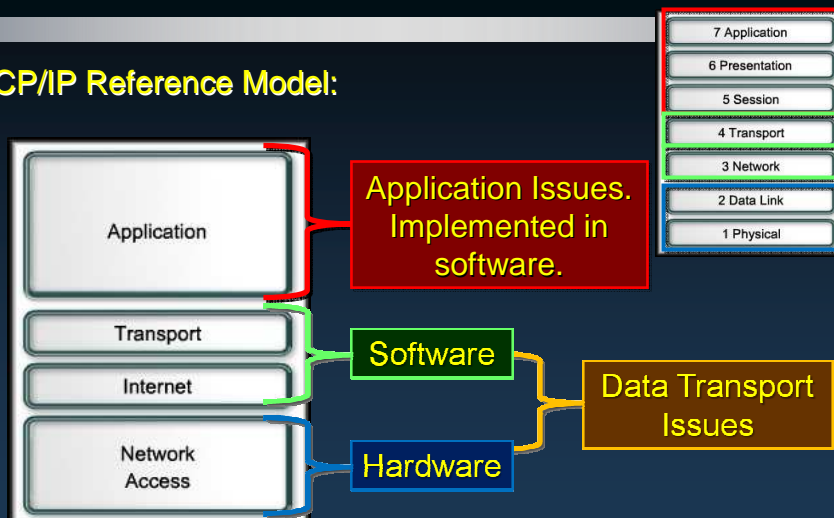 CP/IP Reference Model:
7 Application
6 Presentation
5 Session
4 Transport
3 Network
2 Data Link
1 Physical
Application
Application Issues.
Implemented in
software.
Transport
Internet
Software
Data Transport
Issues
Network
Access
Hardware